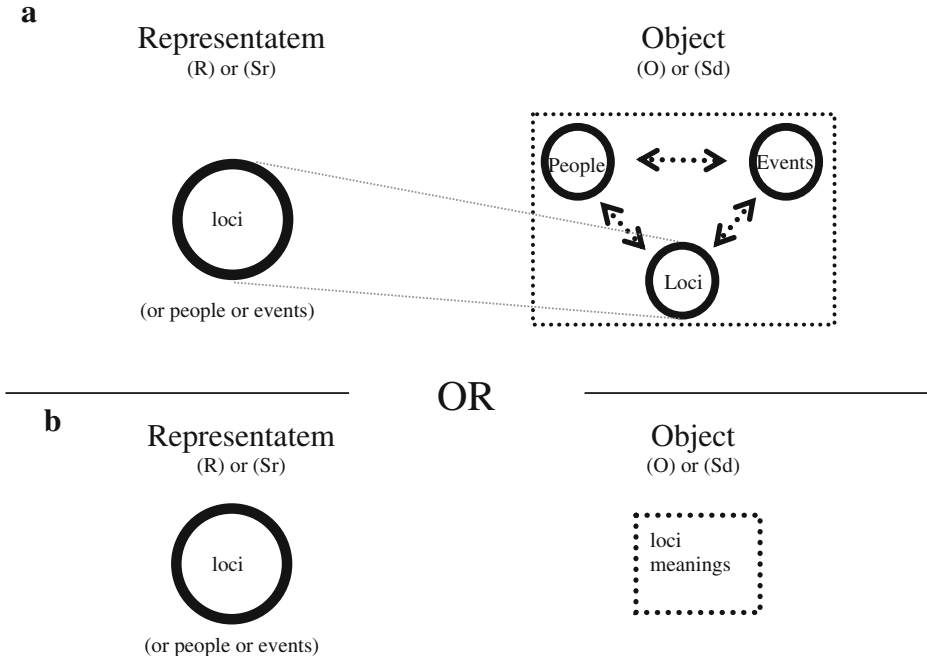 a
Representatem
(R) or (Sr)
Object
(O) or (Sd)
People
Events
loci
Loci
(or people or events)
OR
b
Representatem
(R) or (Sr)
Object
(O) or (Sd)
loci
loci
meanings
(or people or events)